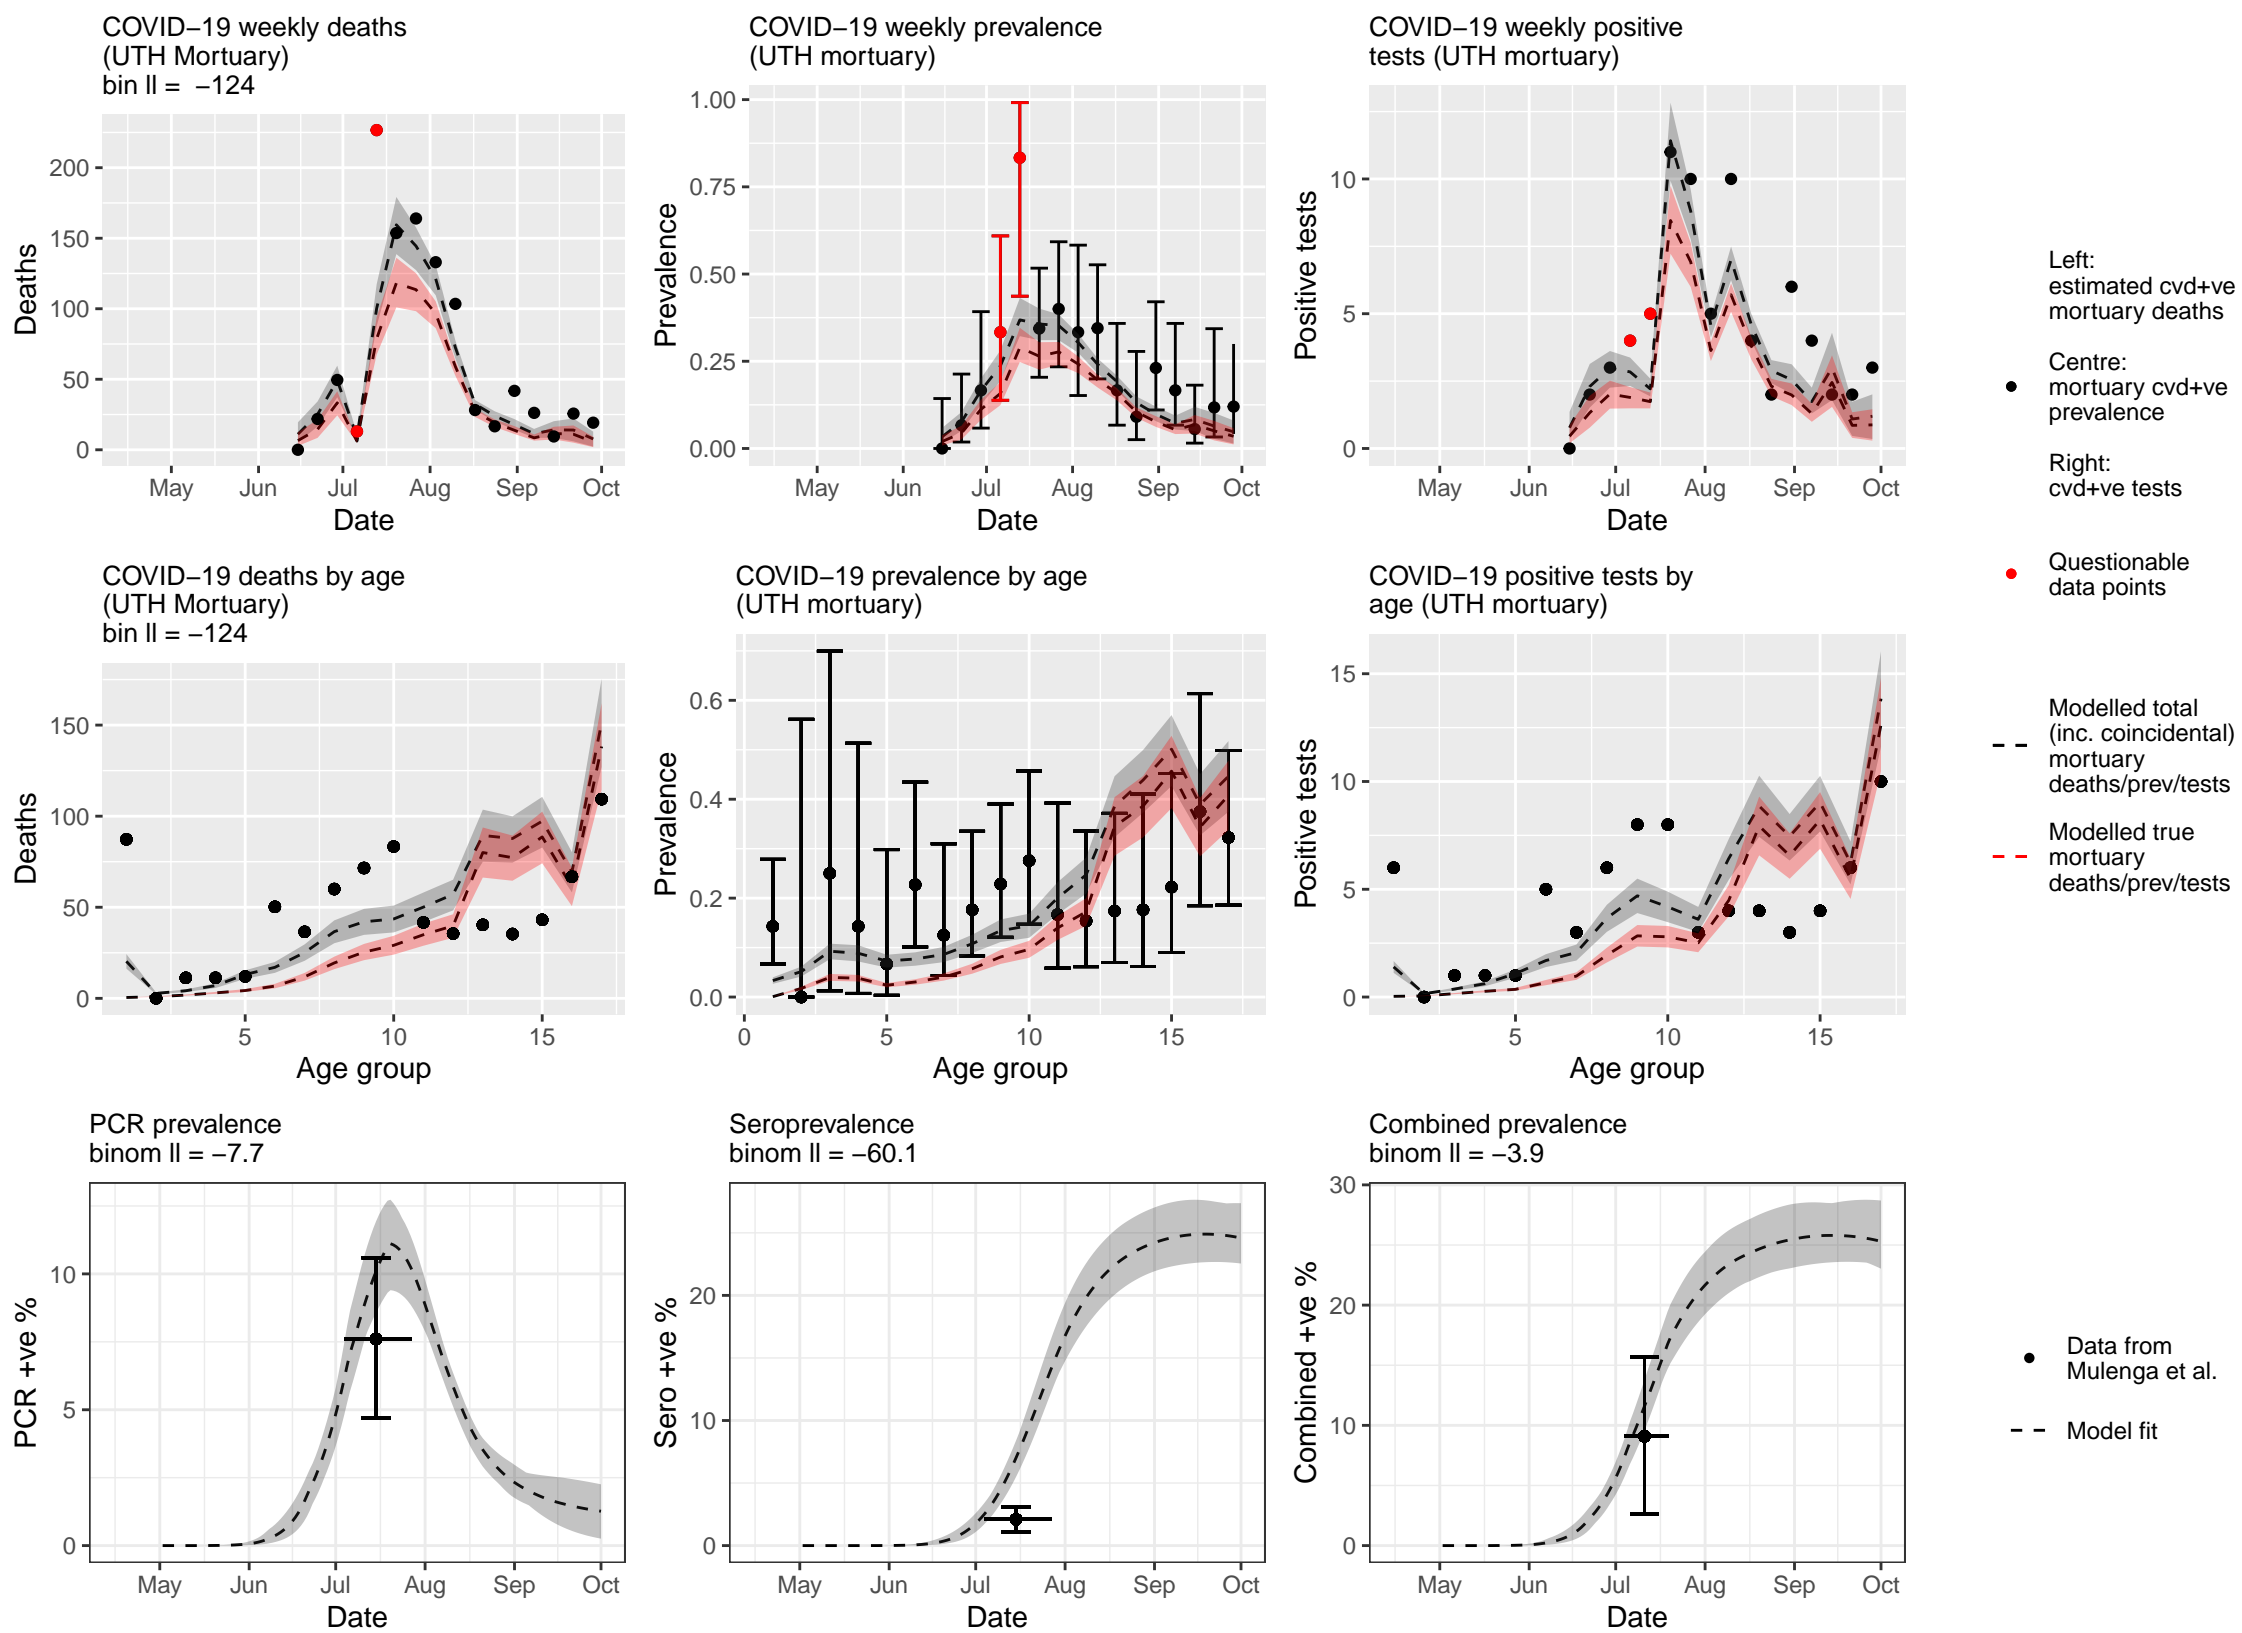 COVID−19 weekly deaths
(UTH Mortuary)
bin ll =  −124
Deaths
200
150
100
50
0
May
Jun
Jul
Aug
Sep
Oct
Date
COVID−19 weekly prevalence
(UTH mortuary)
Prevalence
1.00
0.75
0.50
0.25
0.00
May
Jun
Jul
Aug
Sep
Oct
Date
COVID−19 weekly positive
tests (UTH mortuary)
Positive tests
10
5
0
May
Jun
Jul
Aug
Sep
Oct
Date
Left:
estimated cvd+ve
mortuary deaths
Centre:
mortuary cvd+ve
prevalence
Right:
cvd+ve tests
Questionable
data points
Modelled total
(inc. coincidental)
mortuary
deaths/prev/tests
Modelled true
mortuary
deaths/prev/tests
COVID−19 deaths by age
(UTH Mortuary)
bin ll = −124
Deaths
150
100
50
0
5
10
15
Age group
COVID−19 prevalence by age
(UTH mortuary)
Prevalence
0.6
0.4
0.2
0.0
0
5
10
15
Age group
COVID−19 positive tests by
age (UTH mortuary)
Positive tests
15
10
5
0
5
10
15
Age group
PCR prevalence
binom ll = −7.7
PCR +ve %
10
5
0
May
Jun
Jul
Aug
Sep
Oct
Date
Seroprevalence
binom ll = −60.1
Sero +ve %
20
10
0
May
Jun
Jul
Aug
Sep
Oct
Date
Combined prevalence
binom ll = −3.9
Combined +ve %
30
20
10
0
May
Jun
Jul
Aug
Sep
Oct
Date
Data from
Mulenga et al.
Model fit